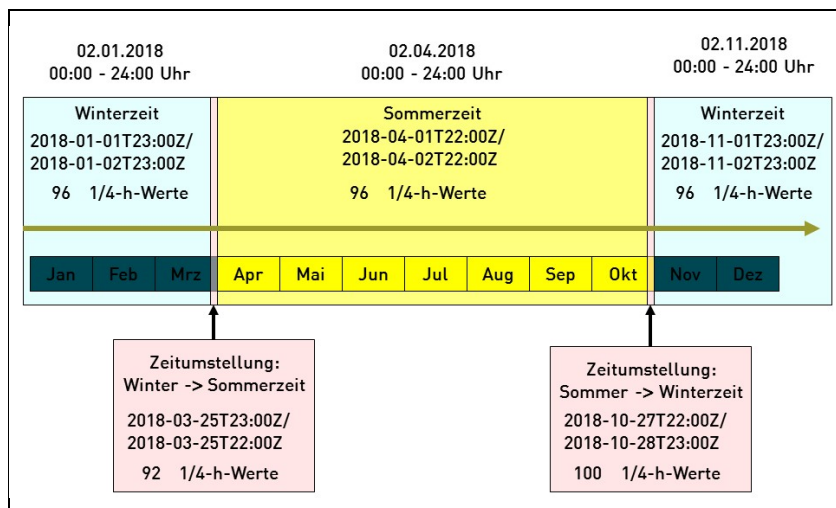 02.01.2018
00:00 - 24:00 Uhr
02.04.2018
00:00 - 24:00 Uhr
02.11.2018
00:00 - 24:00 Uhr
Winterzeit
2018-01-01T23:00Z/
2018-01-02T23:00Z
96 1/4-h-Werte
Sommerzeit
2018-04-01T22:00Z/
2018-04-02T22:00Z
96 1/4-h-Werte
Winterzeit
2018-11-01T23:00Z/
2018-11-02T23:00Z
96 1/4-h-Werte
Jan Feb Mrz Apr Mai Jun Jul Aug Sep Okt Nov Dez
Zeitumstellung:
Winter -> Sommerzeit
2018-03-25T23:00Z/
2018-03-25T22:00Z
92 1/4-h-Werte
Zeitumstellung:
Sommer -> Winterzeit
2018-10-27T22:00Z/
2018-10-28T23:00Z
100 1/4-h-Werte